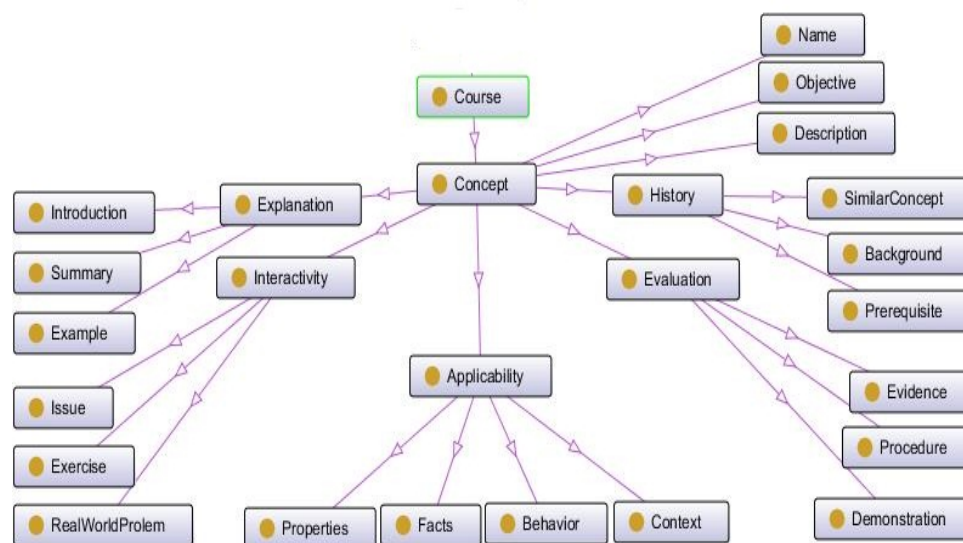 Name
Course
Objective
Description
Concept
Introduction
Explanation
History
SimilarConcept
Summary
Interactivity
Evaluation
Background
Example
Prerequisite
Applicability
Issue
Evidence
Exercise
Procedure
RealWorldProlem
Properties
Facts
Behavior
Context
Demonstration